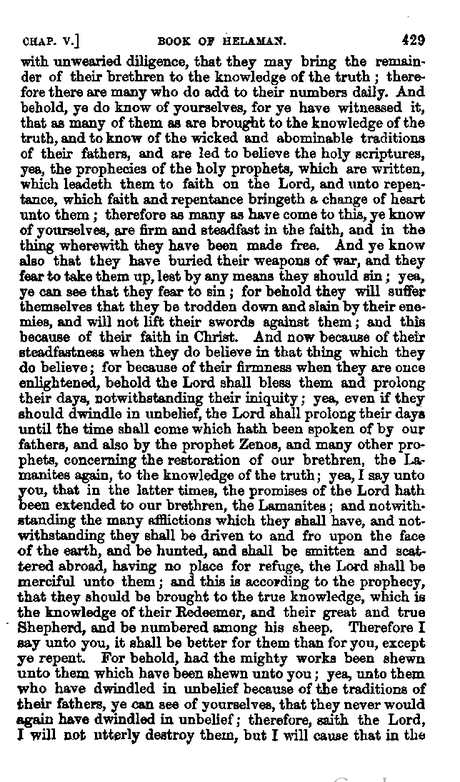 CHAP. V.] BOOK OF HELAMAN. 429
with unwearied diligence, that they may bring the remain-
der of their brethren to the knowledge of the truth; there-
fore there are many who do add to their numbers daily. And
behold, ye do know of yourselves, for ye have witnessed it,
that as many of them as are brought to the knowledge of the
truth, and to know of the wicked and abominable traditions
of their fathers, and are led to believe the holy scriptures,
yea, the prophecies of the holy prophets, which are written,
which leadeth them to faith on the Lord, and unto repen-
tance, which faith and repentance bringeth a change of heart
unto them; therefore as many as have come to this, ye know
of yourselves, are firm and steadfast in the faith, and in the
thing wherewith they have been made free. And ye know
also that they have buried their weapons of war, and they
fear to take them up, lest by any means they should sin; yea,
ye can see that they fear to sin; for behold they will suffer
themselves that they be trodden down and slain by their ene-
mies, and will not lift their swords against them; and this
because of their faith in Christ. And now because of their
steadfastness when they do believe in that thing which they
do believe; for because of their firmness when they are once
enlightened, behold the Lord shall bless them and prolong
their days, notwithstanding their iniquity; yea, even if they
should dwindle in unbelief, the Lord shall prolong their days
until the time shall come which hath been spoken of by our
fathers, and also by the prophet Zenos, and many other pro-
phets, concerning the restoration of our brethren, the La-
manites again, to the knowledge of the truth; yea, I say unto
you, that in the latter times, the promises of the Lord hath
been extended to our brethren, the Lamanites; and notwith-
standing the many afflictions which they shall have, and not-
withstanding they shall be driven to and fro upon the face
of the earth, and be hunted, and shall be smitten and scat-
tered abroad, having no place for refuge, the Lord shall be
merciful unto them; and this is according to the prophecy,
that they should be brought to the true knowledge, which is
the knowledge of their Redeemer, and their great and true
Shepherd, and be numbered among his sheep. Therefore I
say unto you, it shall be better for them than for you, except
ye repent. For behold, had the mighty works been shewn
unto them which have been shewn unto you; yea, unto them
who have dwindled in unbelief because of the traditions of
their fathers, ye can see of yourselves, that they never would
again have dwindled in unbelief; therefore, saith the Lord,
I will not utterly destroy them, but I will cause that in the